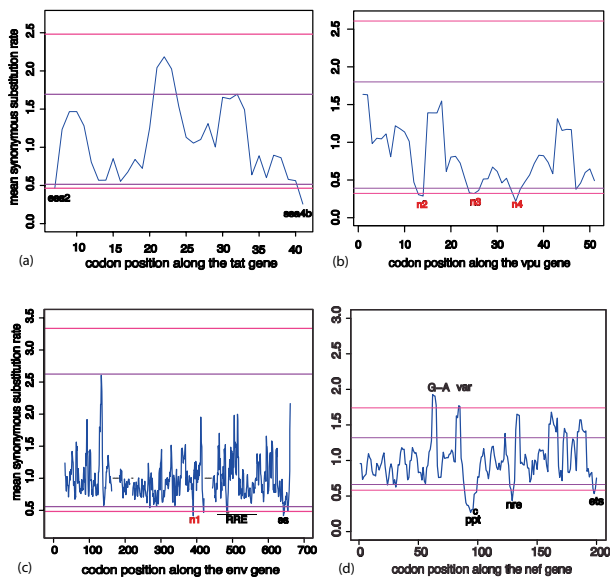 mean synonymous substitution rate
2.5
2.0
1.5
1.0
0.5
0.0
ess2
ess4b
10 15 20 25 30 35 40
(a) codon position along the tat gene
2.5
2.0
1.5
1.0
0.5
0.0
n2
n3
n4
0 10 20 30 40 50
(b) codon position along the vpu gene
mean synonymous substitution rate
3.5
3.0
2.5
2.0
1.5
1.0
0.5
n1
RRE
es
0 100 200 300 400 500 600 700
(c) codon position along the env gene
3.0
2.5
2.0
1.5
1.0
0.5
0.0
G–A var
c
ppt
nre
ets
0 50 100 150 200
(d) codon position along the nef gene